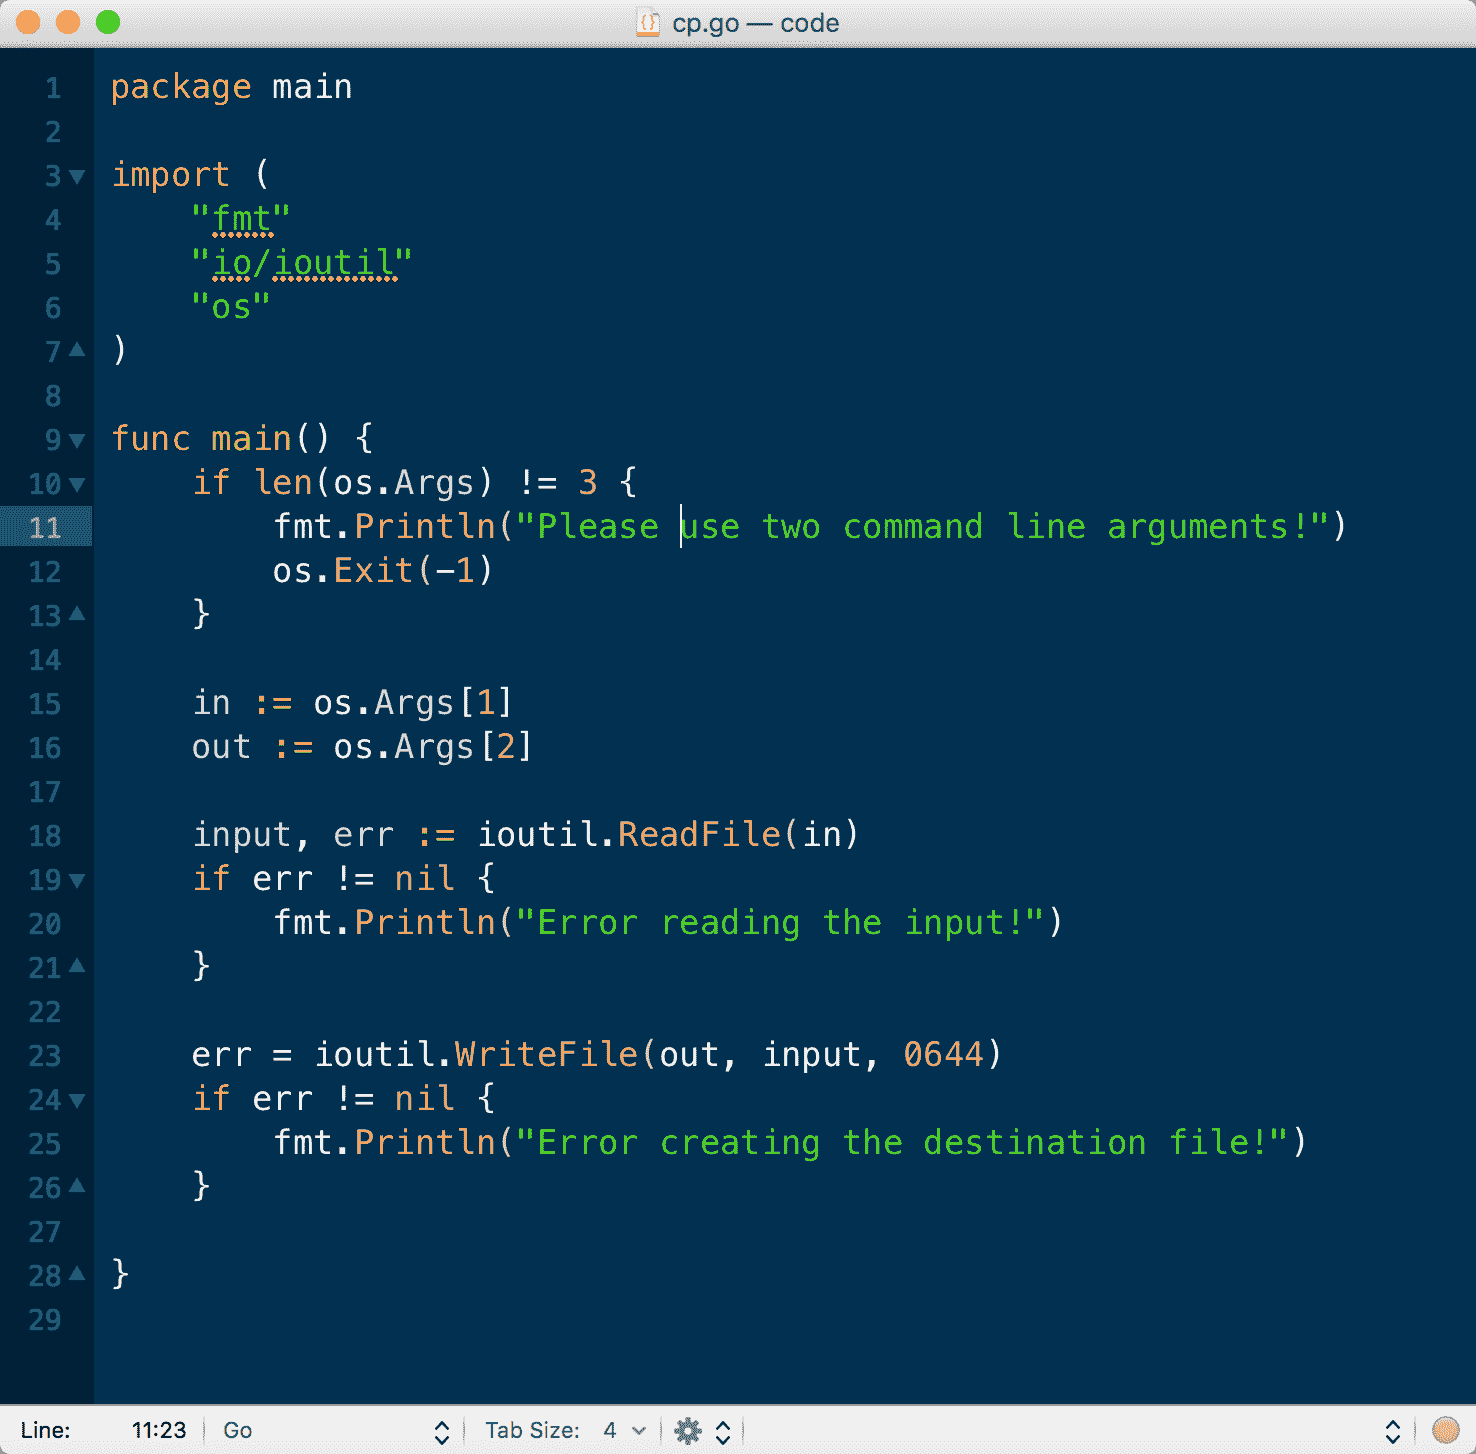 cp.go — code
1 package main
2
3 import (
4     "fmt"
5     "io/ioutil"
6     "os"
7 )
8
9 func main() {
10     if len(os.Args) != 3 {
11         fmt.Println("Please use two command line arguments!")
12         os.Exit(-1)
13     }
14
15     in := os.Args[1]
16     out := os.Args[2]
17
18     input, err := ioutil.ReadFile(in)
19     if err != nil {
20         fmt.Println("Error reading the input!")
21     }
22
23     err = ioutil.WriteFile(out, input, 0644)
24     if err != nil {
25         fmt.Println("Error creating the destination file!")
26     }
27
28 }
29
Line: 11:23 Go Tab Size: 4